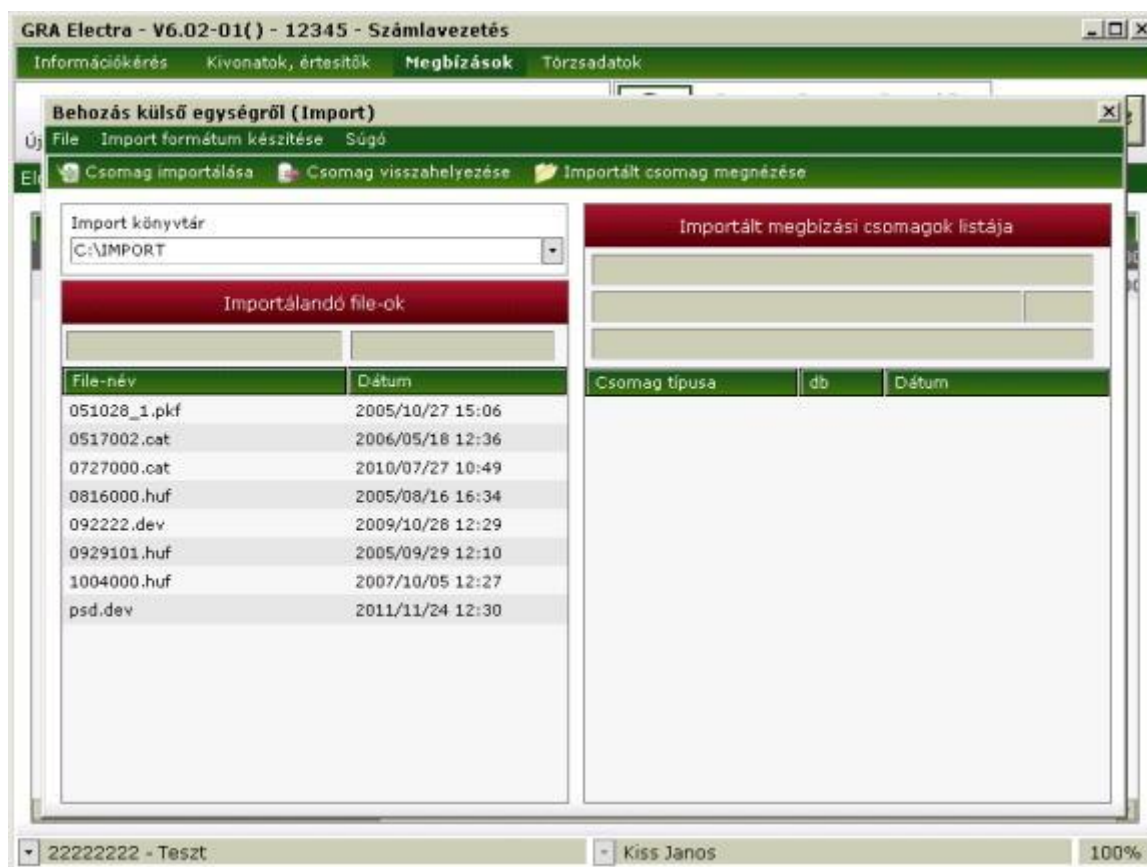 GRA Electra - V6.02-01() - 12345 - Számlavezetés
Információkérés Kivonatok, értesítők Megbízások Törzsadatok
Behozás külső egységről (Import)
Új
File Import formátum készítése Súgó
Csomag importálása Csomag visszahelyezése Importált csomag megnézése
Import könyvtár
C:\IMPORT
Importálandó file-ok
File-név Dátum
051028_1.pkf 2005/10/27 15:06
0517002.cat 2006/05/18 12:36
0727000.cat 2010/07/27 10:49
0816000.huf 2005/08/16 16:34
092222.dev 2009/10/28 12:29
0929101.huf 2005/09/29 12:10
1004000.huf 2007/10/05 12:27
psd.dev 2011/11/24 12:30
Importált megbízási csomagok listája
Csomag típusa db Dátum
22222222 - Teszt Kiss Janos 100%